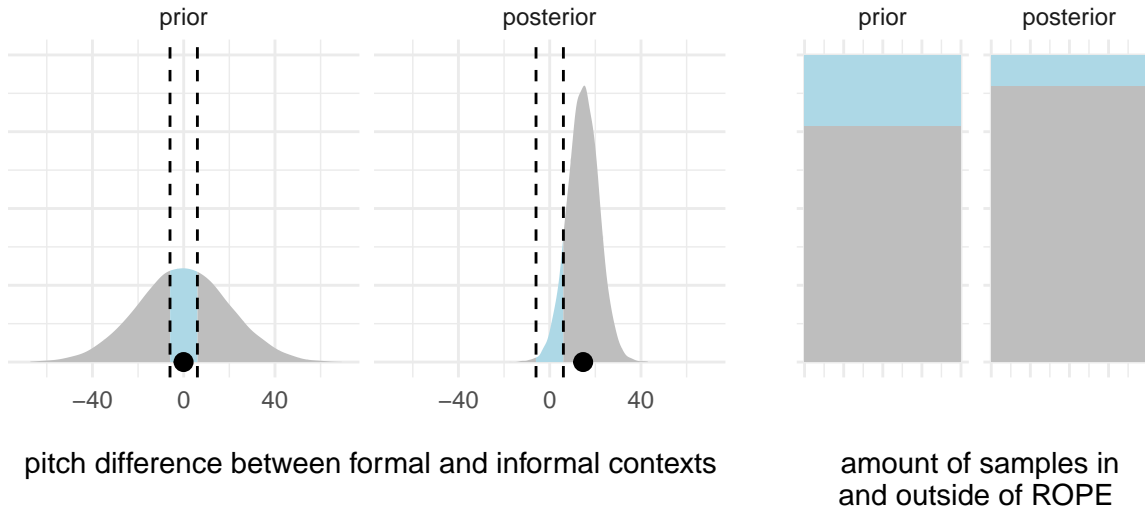 prior posterior prior posterior
−40 0 40 −40 0 40
pitch difference between formal and informal contexts
amount of samples in
and outside of ROPE